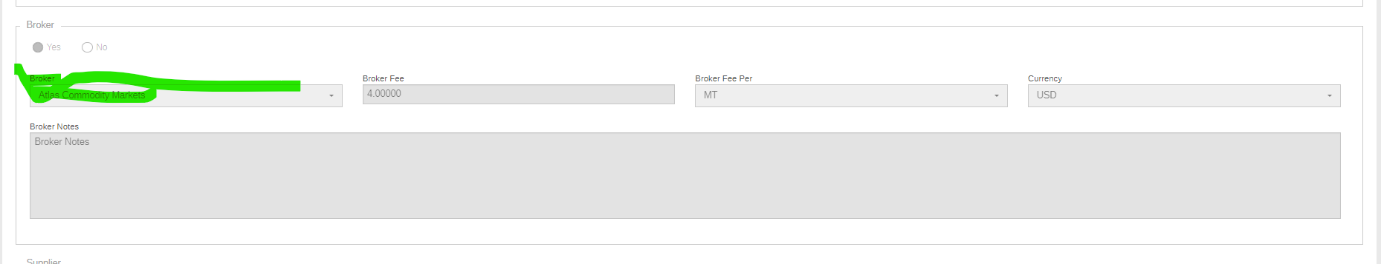 Broker
Yes No
Broker Broker Fee Broker Fee Per Currency
Atlas Commodity Markets 4.00000 MT USD
Broker Notes
Broker Notes
Supplier